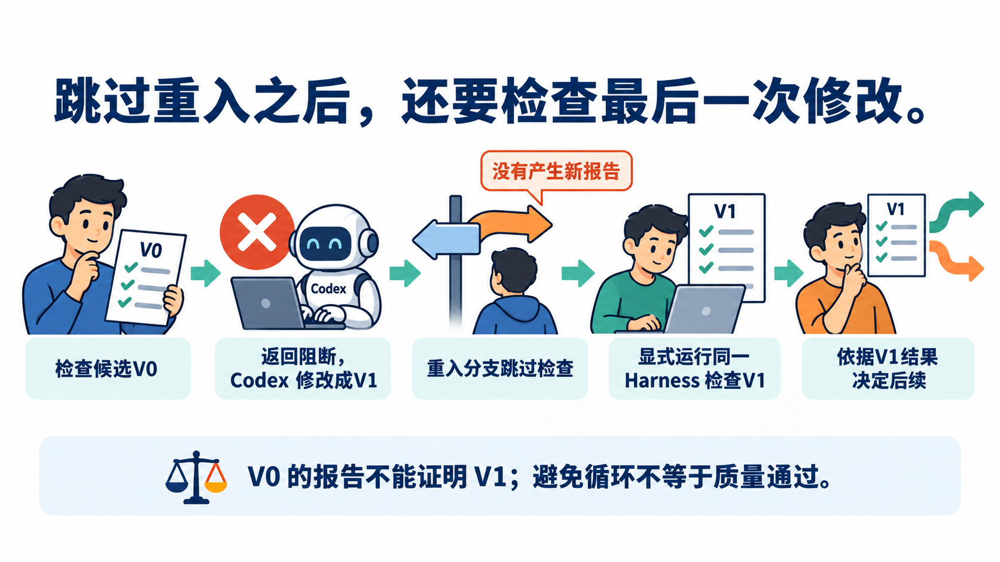 跳过重入之后，还要检查最后一次修改。
没有产生新报告
V0
Codex
V1
V1
检查候选V0
返回阻断，
Codex 修改成V1
重入分支跳过检查
显式运行同一
Harness 检查V1
依据V1结果
决定后续
V0 的报告不能证明 V1；避免循环不等于质量通过。